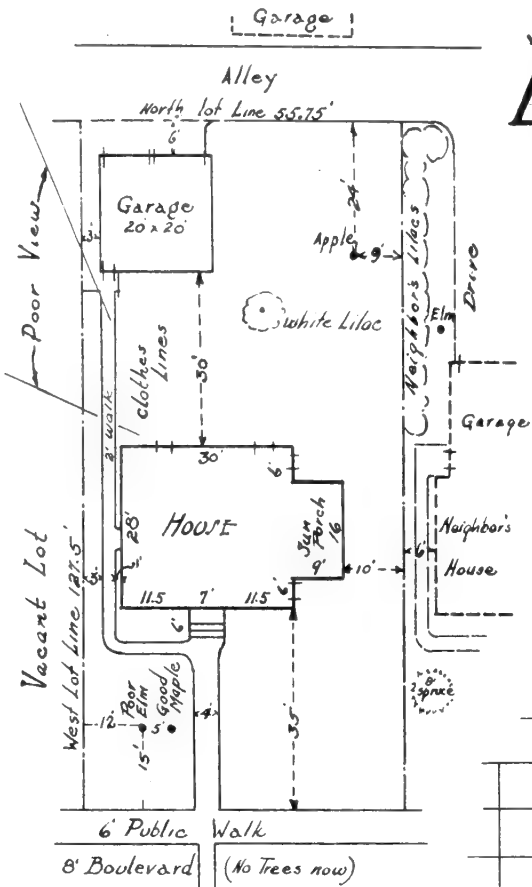 Garage
Alley
North lot Line 55.75'
6'
Garage
20' x 20'
3'
24'
Apple
9'
Poor View
Neighbor's Lilacs
Drive
Elm
White Lilac
clothes
Lines
30'
2' walk
Garage
30'
6'
28'
HOUSE
Sun
Porch
16
9'
10'
6'
Neighbor's
House
Vacant Lot
West Lot Line 127.5'
3'
1'
11.5
7'
11.5
6'
6'
12'
Poor
Elm
5'
Good
Maple
15'
4'
35'
8'
spruce
2
6' Public Walk
8' Boulevard (No Trees now)